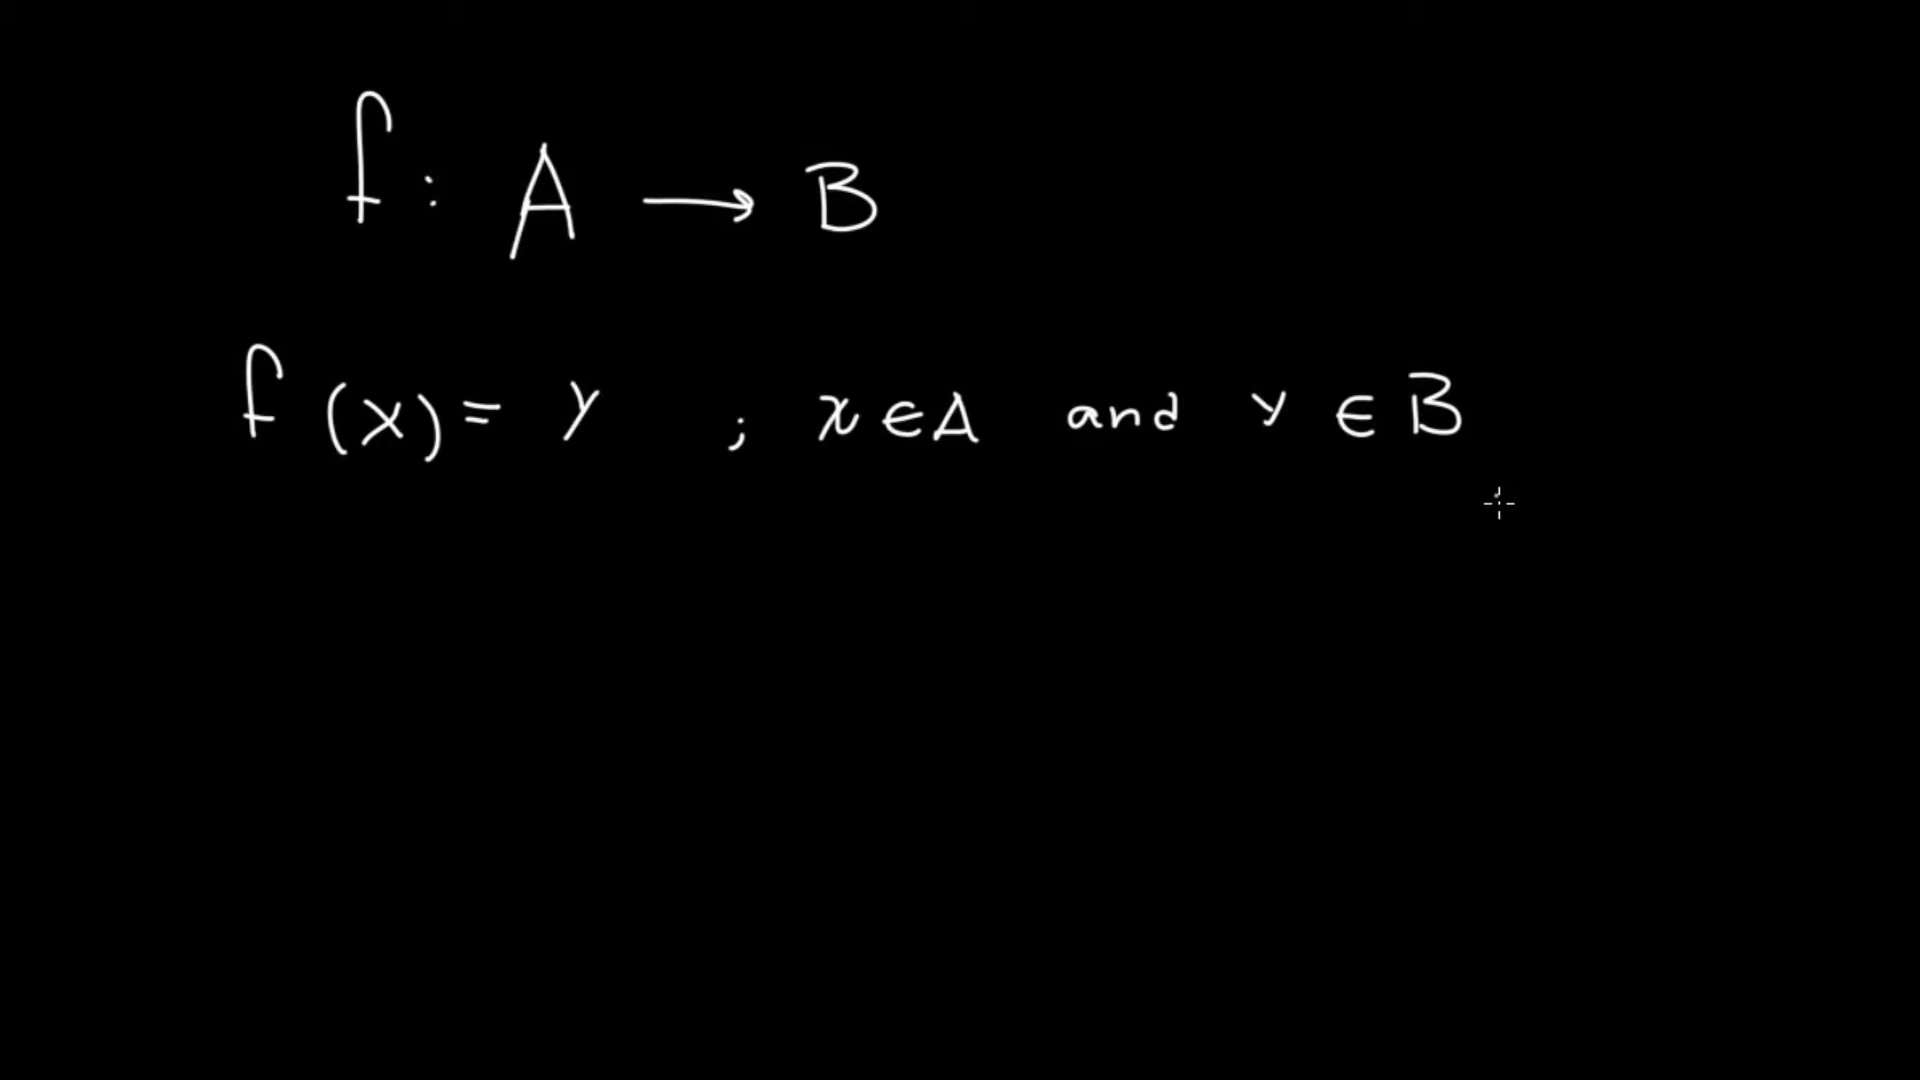 f : A → B
f (x) = y ; x ∈ A and y ∈ B